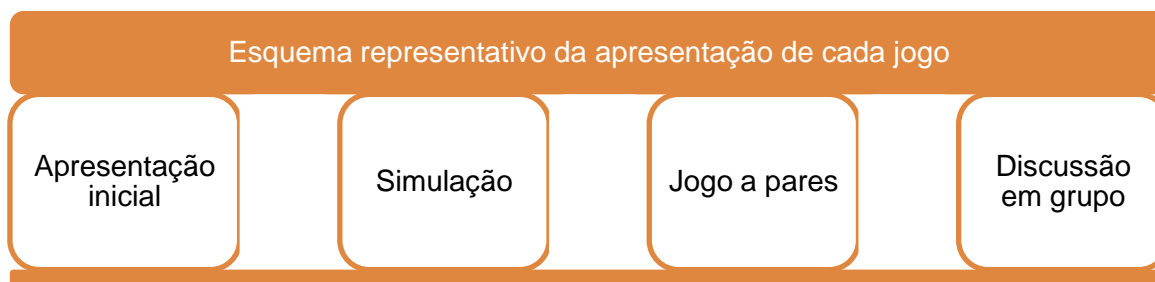 Esquema representativo da apresentação de cada jogo
Apresentação
inicial
Simulação
Jogo a pares
Discussão
em grupo